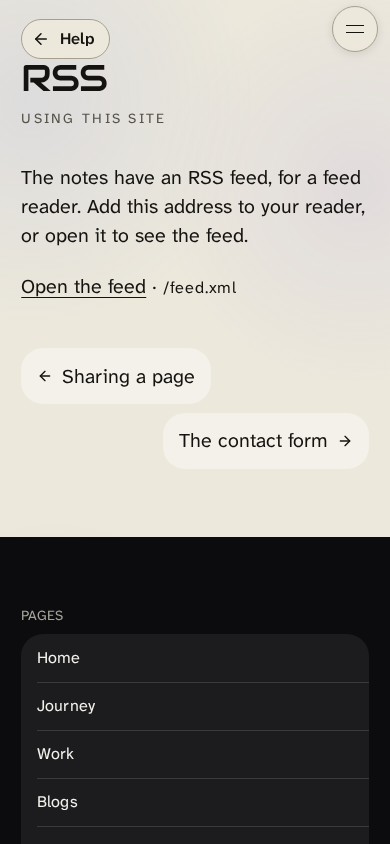 ← Help
RSS
USING THIS SITE
The notes have an RSS feed, for a feed
reader. Add this address to your reader,
or open it to see the feed.
Open the feed · /feed.xml
← Sharing a page
The contact form →
PAGES
Home
Journey
Work
Blogs